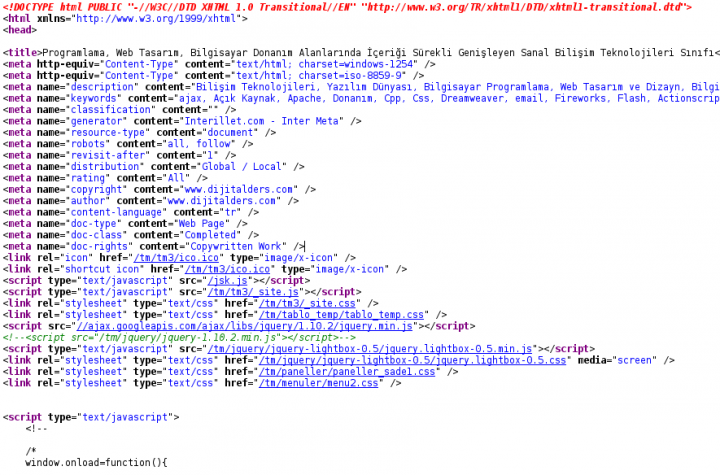 <!DOCTYPE html PUBLIC "-//W3C//DTD XHTML 1.0 Transitional//EN" "http://www.w3.org/TR/xhtml1/DTD/xhtml1-transitional.dtd">
<html xmlns="http://www.w3.org/1999/xhtml">
<head>
<title>Programlama, Web Tasarım, Bilgisayar Donanım Alanlarında İçeriği Sürekli Genişleyen Sanal Bilişim Teknolojileri Sınıfı<
<meta http-equiv="Content-Type" content="text/html; charset=windows-1254" />
<meta http-equiv="Content-Type" content="text/html; charset=iso-8859-9" />
<meta name="description" content="Bilişim Teknolojileri, Yazılım Dünyası, Bilgisayar Programlama, Web Tasarım ve Dizayn, Bilgi
<meta name="keywords" content="ajax, Açık Kaynak, Apache, Donanım, Cpp, Css, Dreamweaver, email, Fireworks, Flash, Actionscrip
<meta name="classification" content="" />
<meta name="generator" content="Interillet.com - Inter Meta" />
<meta name="resource-type" content="document" />
<meta name="robots" content="all, follow" />
<meta name="revisit-after" content="1" />
<meta name="distribution" content="Global / Local" />
<meta name="rating" content="All" />
<meta name="copyright" content="www.dijitalders.com" />
<meta name="author" content="www.dijitalders.com" />
<meta name="content-language" content="tr" />
<meta name="doc-type" content="Web Page" />
<meta name="doc-class" content="Completed" />
<meta name="doc-rights" content="Copywritten Work" />
<link rel="icon" href="/tm/tm3/ico.ico" type="image/x-icon" />
<link rel="shortcut icon" href="/tm/tm3/ico.ico" type="image/x-icon" />
<script type="text/javascript" src="/jsk.js"></script>
<script type="text/javascript" src="/tm/tm3/_site.js"></script>
<link rel="stylesheet" type="text/css" href="/tm/tm3/_site.css" />
<link rel="stylesheet" type="text/css" href="/tm/tablo_temp/tablo_temp.css" />
<script src="//ajax.googleapis.com/ajax/libs/jquery/1.10.2/jquery.min.js"></script>
<!--<script src="/tm/jquery/jquery-1.10.2.min.js"></script>-->
<script type="text/javascript" src="/tm/jquery/jquery-lightbox-0.5/jquery.lightbox-0.5.min.js"></script>
<link rel="stylesheet" type="text/css" href="/tm/jquery/jquery-lightbox-0.5/jquery.lightbox-0.5.css" media="screen" />
<link rel="stylesheet" type="text/css" href="/tm/paneller/paneller_sade1.css" />
<link rel="stylesheet" type="text/css" href="/tm/menuler/menu2.css" />
<script type="text/javascript">
<!--
/*
window.onload=function(){